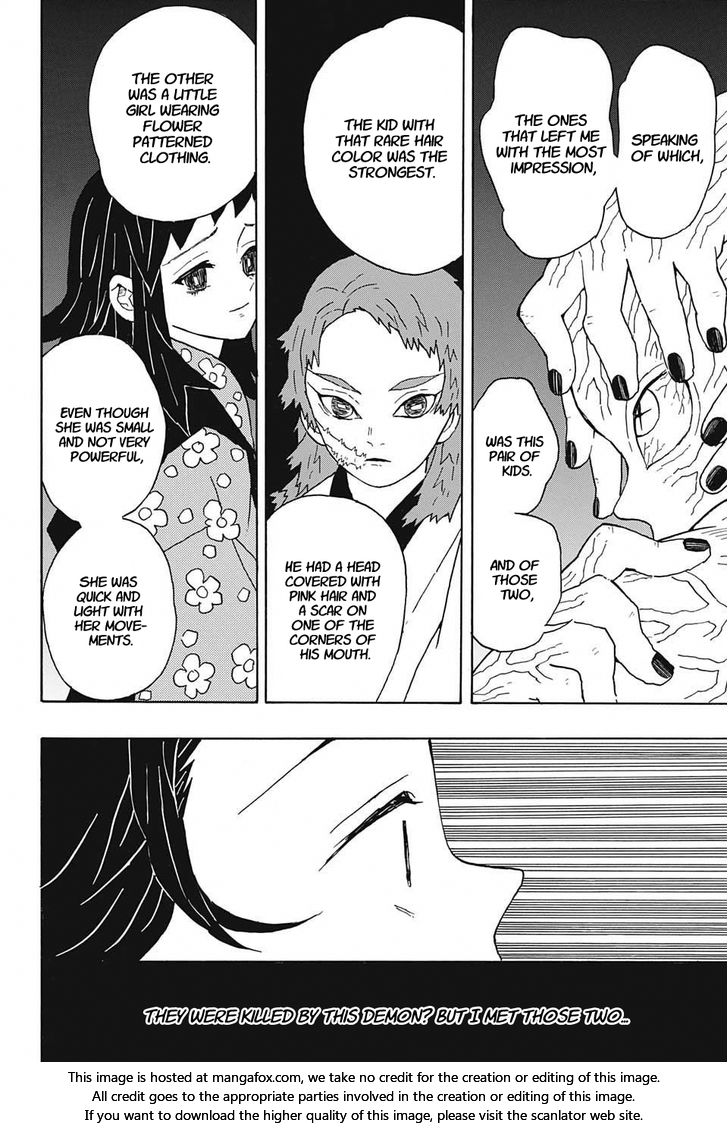 SPEAKING
OF WHICH,
THE ONES
THAT LEFT ME
WITH THE MOST
IMPRESSION,
WAS THIS
PAIR OF
KIDS.
AND OF
THOSE
TWO,
THE KID WITH
THAT RARE HAIR
COLOR WAS THE
STRONGEST.
HE HAD A HEAD
COVERED WITH
PINK HAIR AND
A SCAR ON
ONE OF THE
CORNERS OF
HIS MOUTH.
THE OTHER
WAS A LITTLE
GIRL WEARING
FLOWER
PATTERNED
CLOTHING.
EVEN THOUGH
SHE WAS SMALL
AND NOT VERY
POWERFUL,
SHE WAS
QUICK AND
LIGHT WITH
HER MOVE-
MENTS.
THEY WERE KILLED BY THIS DEMON? BUT I MET THOSE TWO...
This image is hosted at mangafox.com, we take no credit for the creation or editing of this image.
All credit goes to the appropriate parties involved in the creation or editing of this image.
If you want to download the higher quality of this image, please visit the scanlator web site.